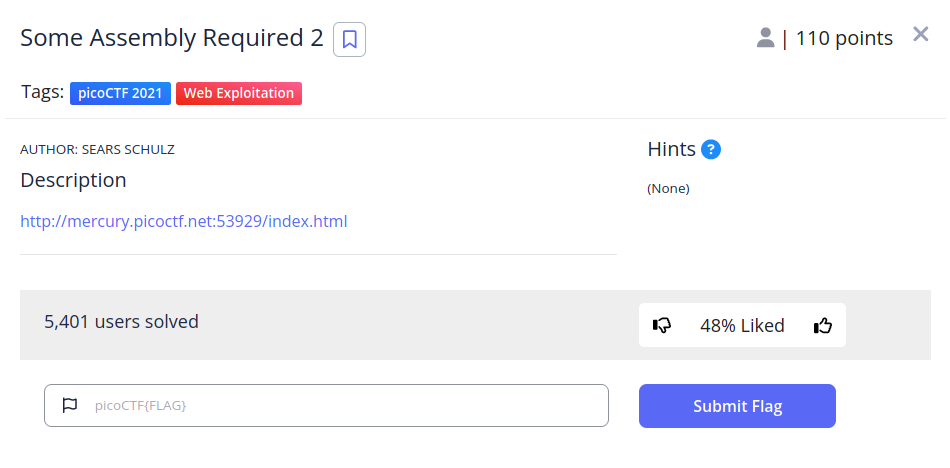 Some Assembly Required 2
| 110 points
Tags: picoCTF 2021 Web Exploitation
AUTHOR: SEARS SCHULZ
Description
http://mercury.picoctf.net:53929/index.html
Hints ?
(None)
5,401 users solved
48% Liked
picoCTF{FLAG}
Submit Flag